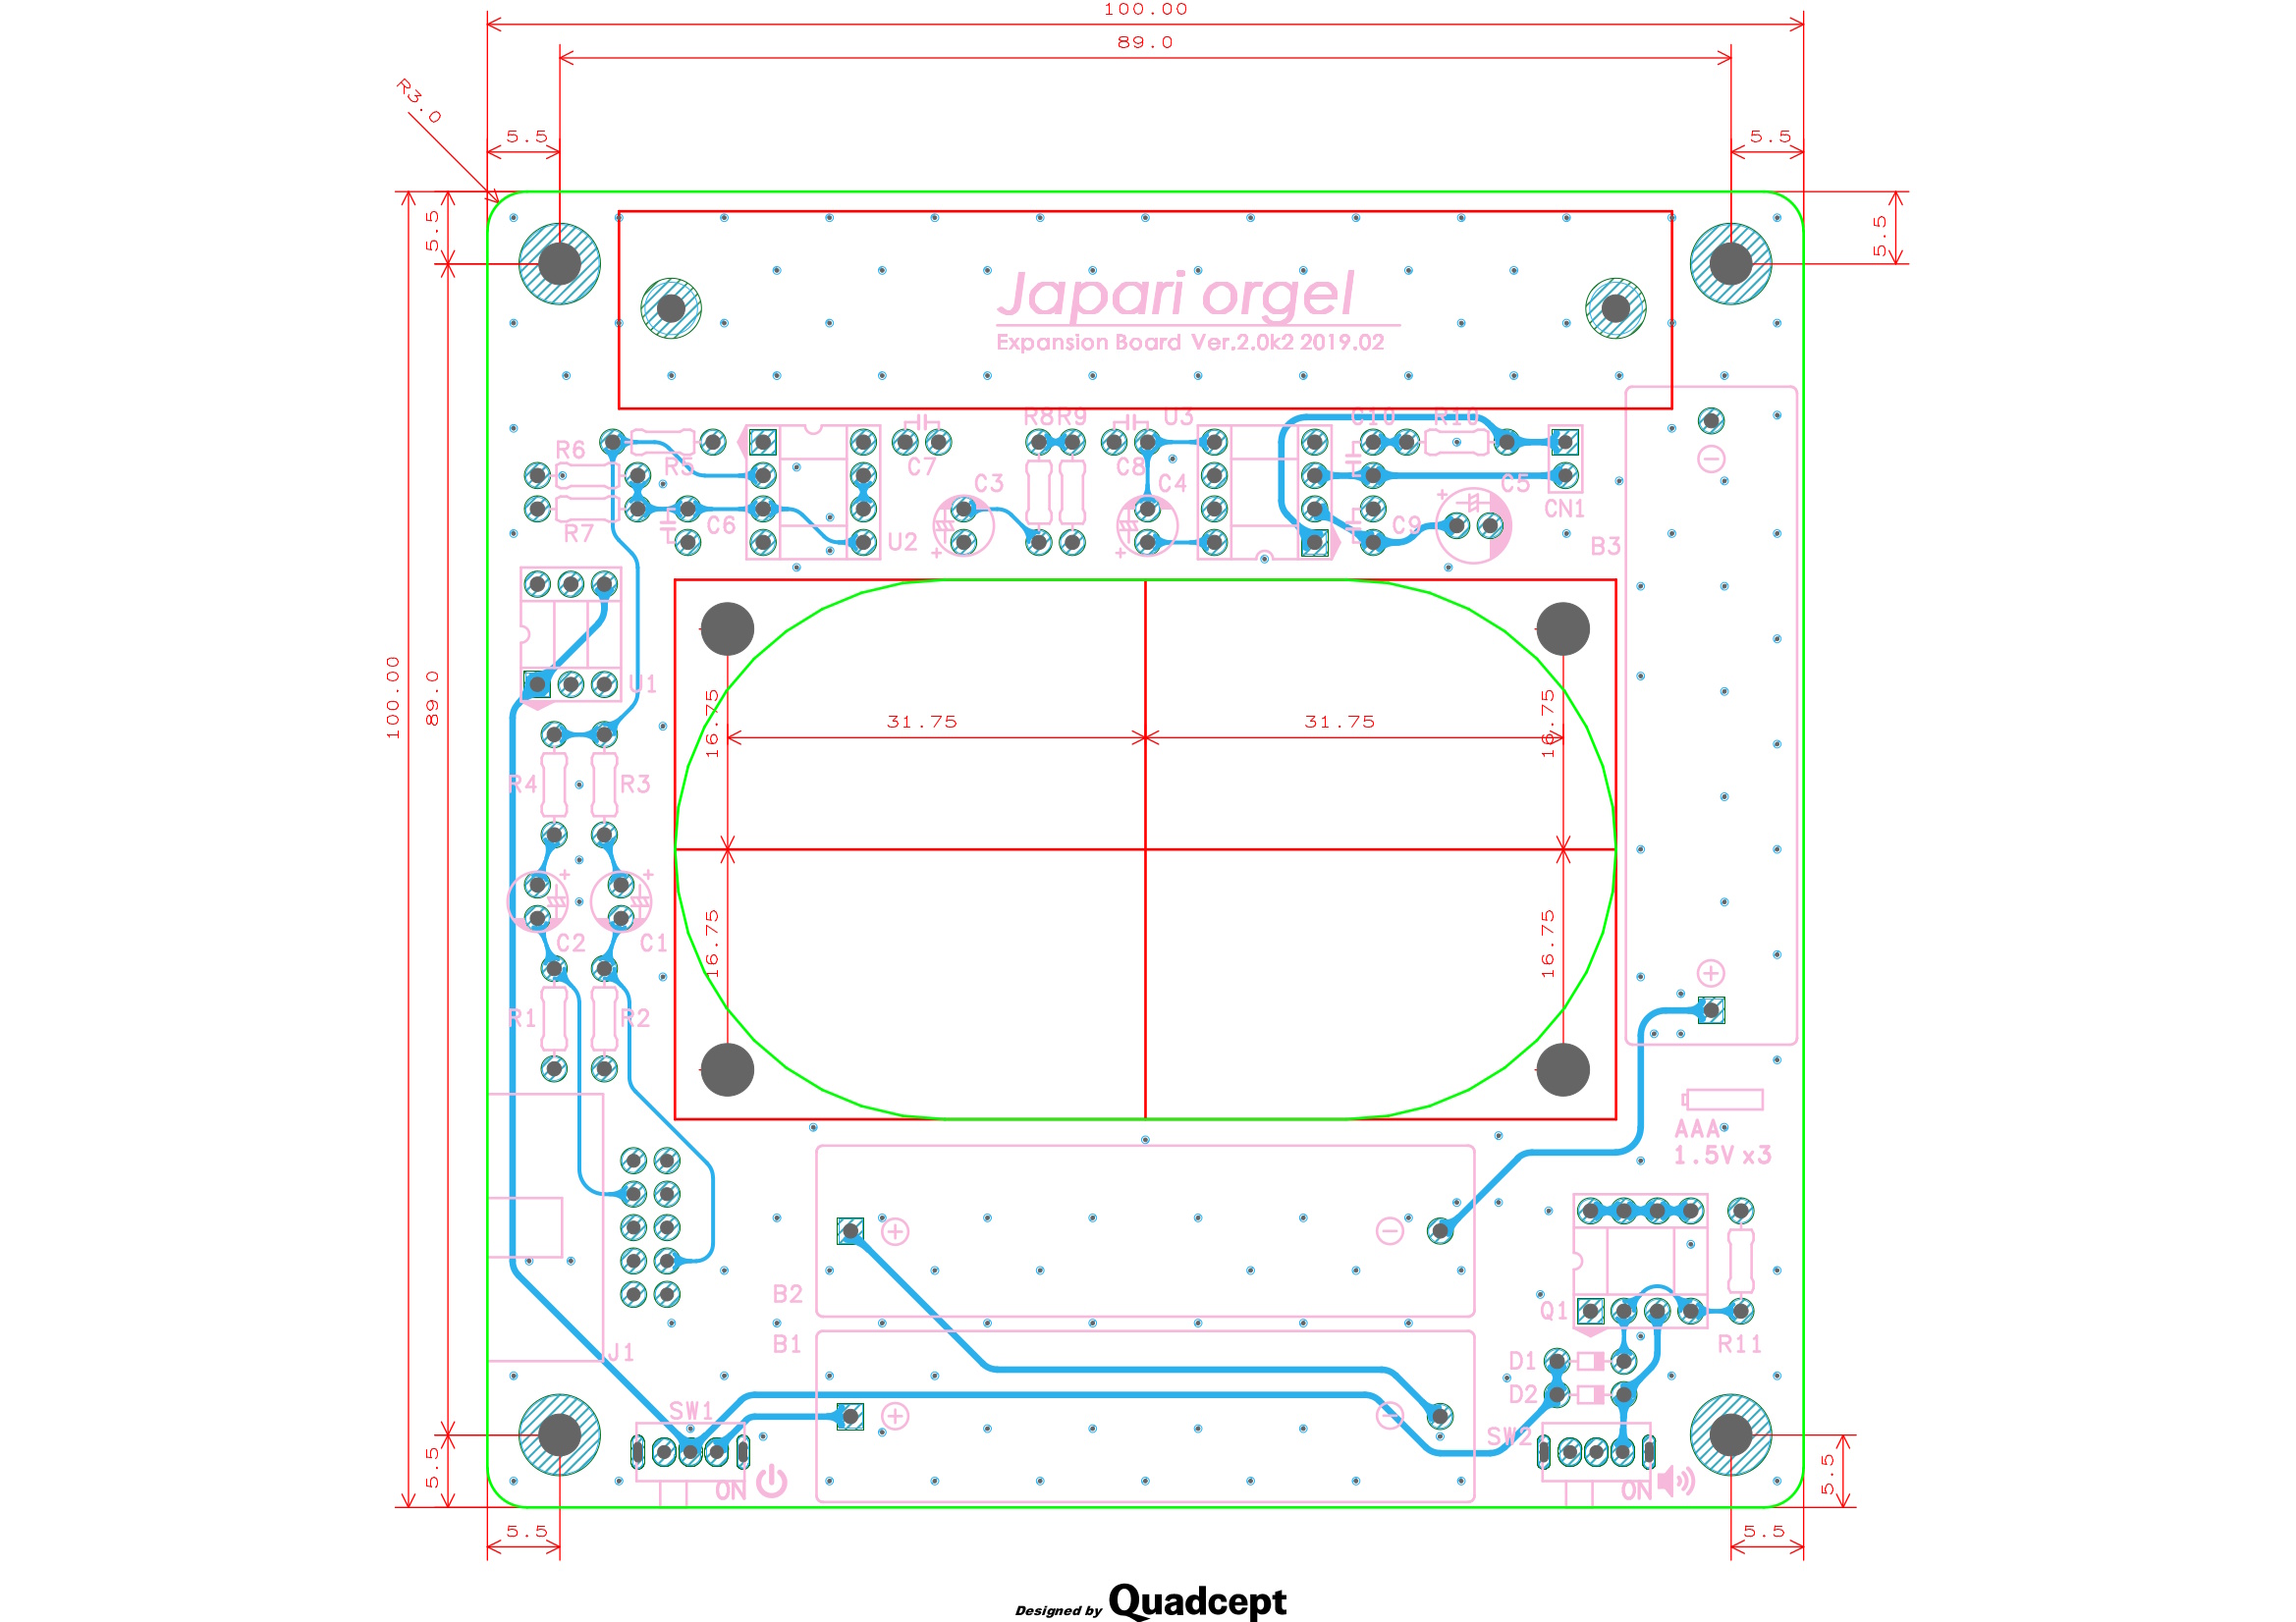 100.00
89.0
R3.0
5.5
5.5
5.5
5.5
Japari orgel
Expansion Board Ver.2.0k2 2019.02
R8 R9
U3
C10
R10
R6
R5
C7
C8
C3
C4
C5
R7
C6
U2
C9
CN1
B3
U1
100.00
89.0
16.75
31.75
31.75
16.75
R4
R3
16.75
16.75
C2
C1
R1
R2
AAA
1.5V x3
B2
Q1
B1
J1
R11
D1
D2
SW1
SW2
ON
ON
5.5
5.5
5.5
5.5
Designed by Quadcept